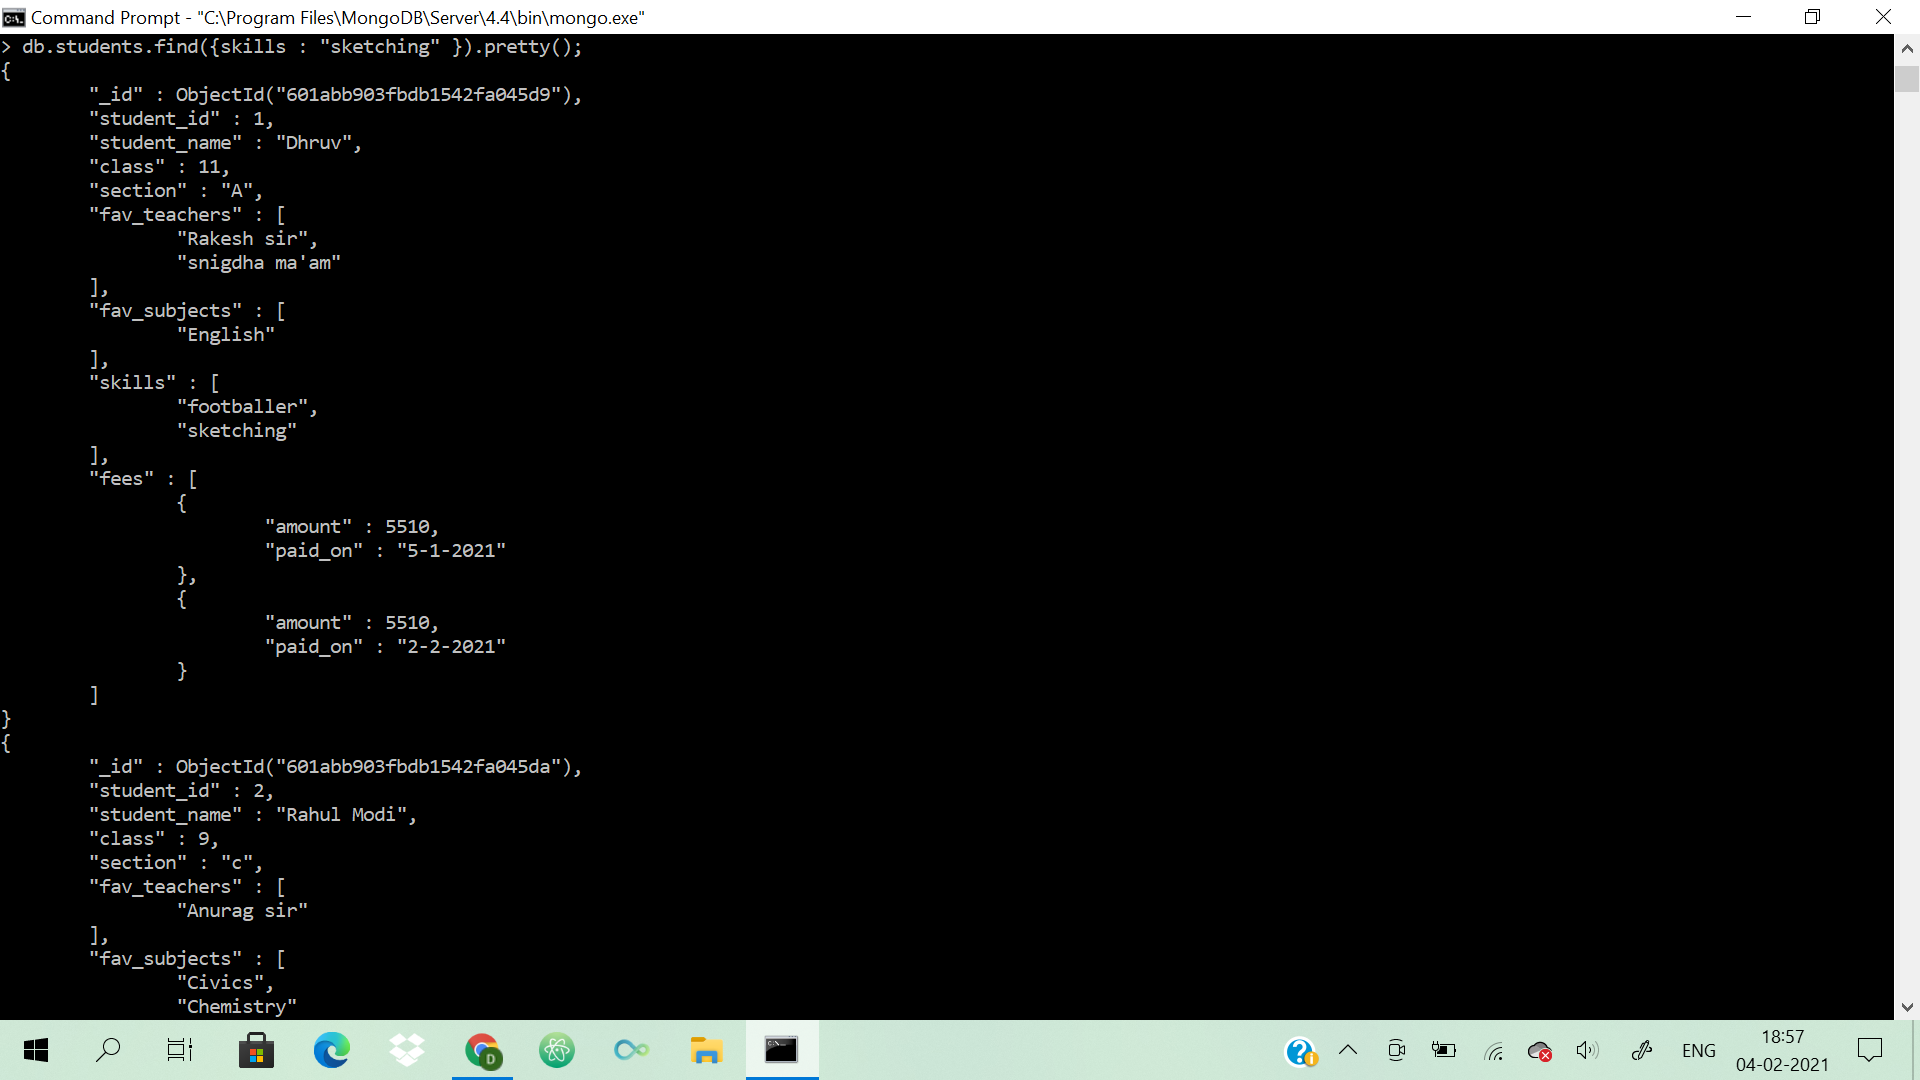 Command Prompt - "C:\Program Files\MongoDB\Server\4.4\bin\mongo.exe"
> db.students.find({skills : "sketching" }).pretty();
{
"_id" : ObjectId("601abb903fbdb1542fa045d9"),
"student_id" : 1,
"student_name" : "Dhruv",
"class" : 11,
"section" : "A",
"fav_teachers" : [
"Rakesh sir",
"snigdha ma'am"
],
"fav_subjects" : [
"English"
],
"skills" : [
"footballer",
"sketching"
],
"fees" : [
{
"amount" : 5510,
"paid_on" : "5-1-2021"
},
{
"amount" : 5510,
"paid_on" : "2-2-2021"
}
]
}
{
"_id" : ObjectId("601abb903fbdb1542fa045da"),
"student_id" : 2,
"student_name" : "Rahul Modi",
"class" : 9,
"section" : "c",
"fav_teachers" : [
"Anurag sir"
],
"fav_subjects" : [
"Civics",
"Chemistry"
D
ENG
18:57
04-02-2021